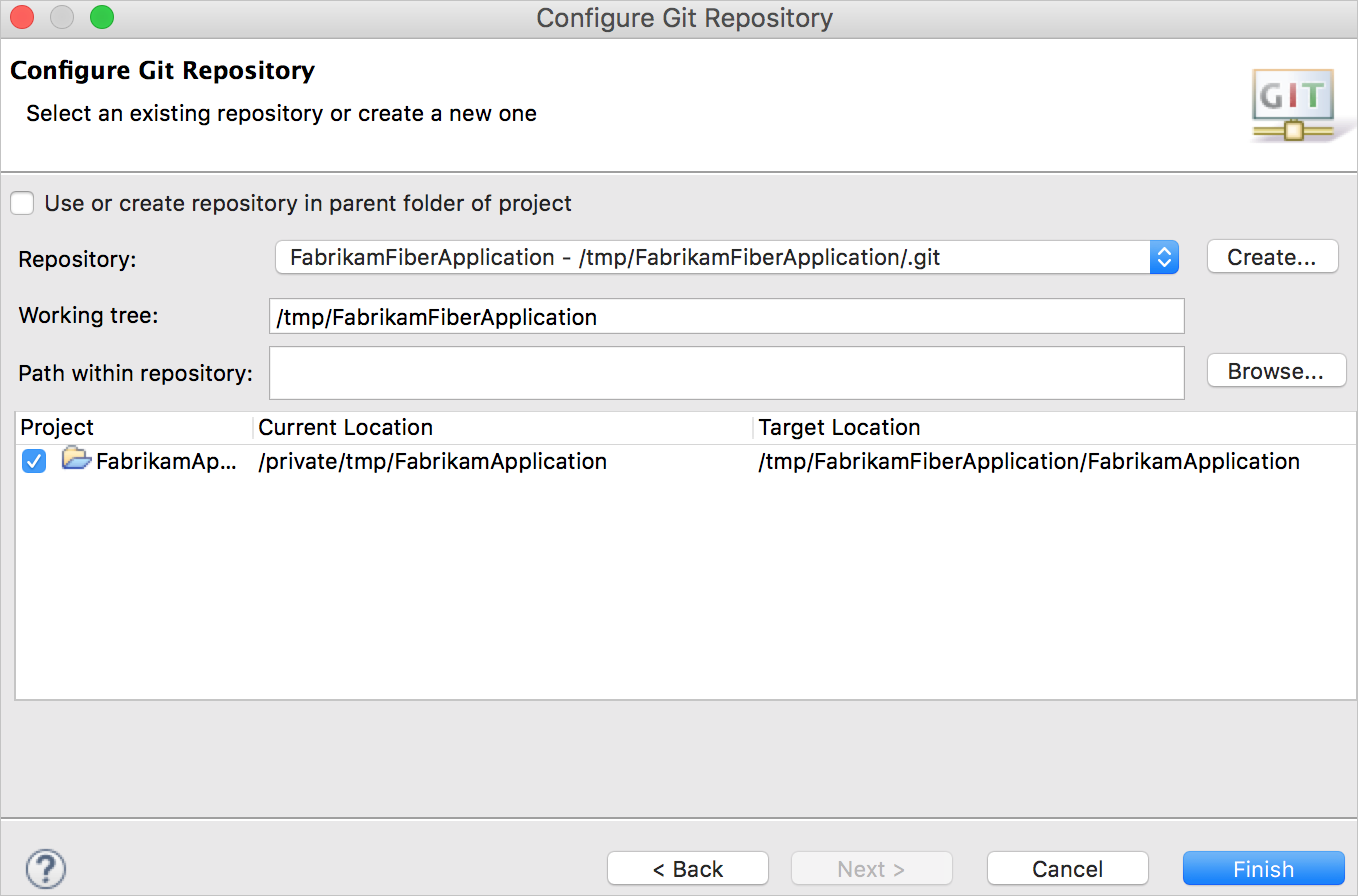 Configure Git Repository
Configure Git Repository
Select an existing repository or create a new one
GIT
Use or create repository in parent folder of project
Repository: FabrikamFiberApplication - /tmp/FabrikamFiberApplication/.git Create...
Working tree: /tmp/FabrikamFiberApplication
Path within repository: Browse...
Project Current Location Target Location
FabrikamAp... /private/tmp/FabrikamApplication /tmp/FabrikamFiberApplication/FabrikamApplication
? < Back Next > Cancel Finish